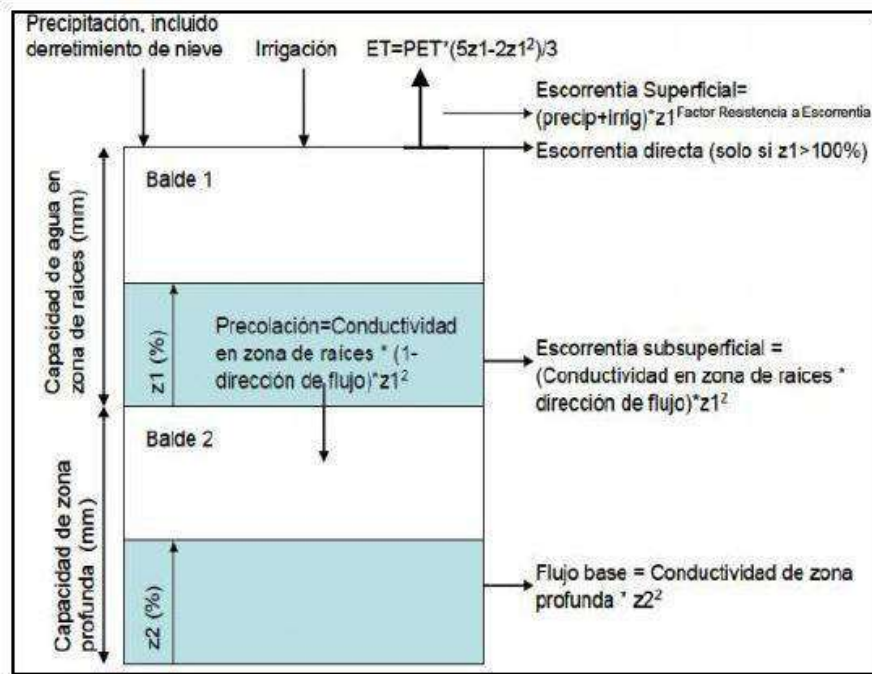 Precipitación, incluido
derretimiento de nieve
Irrigación
ET=PET*(5z1-2z1²)/3
Escorrentia Superficial=
(precip+irrig)*z1^Factor Resistencia a Escorrentia
Escorrentia directa (solo si z1>100%)
Capacidad de agua en
zona de raices (mm)
Balde 1
z1 (%)
Precolación=Conductividad
en zona de raíces * (1-
dirección de flujo)*z1²
Escorrentia subsuperficial =
(Conductividad en zona de raices *
dirección de flujo)*z1²
Capacidad de zona
profunda (mm)
Balde 2
z2 (%)
Flujo base = Conductividad de zona
profunda * z2²